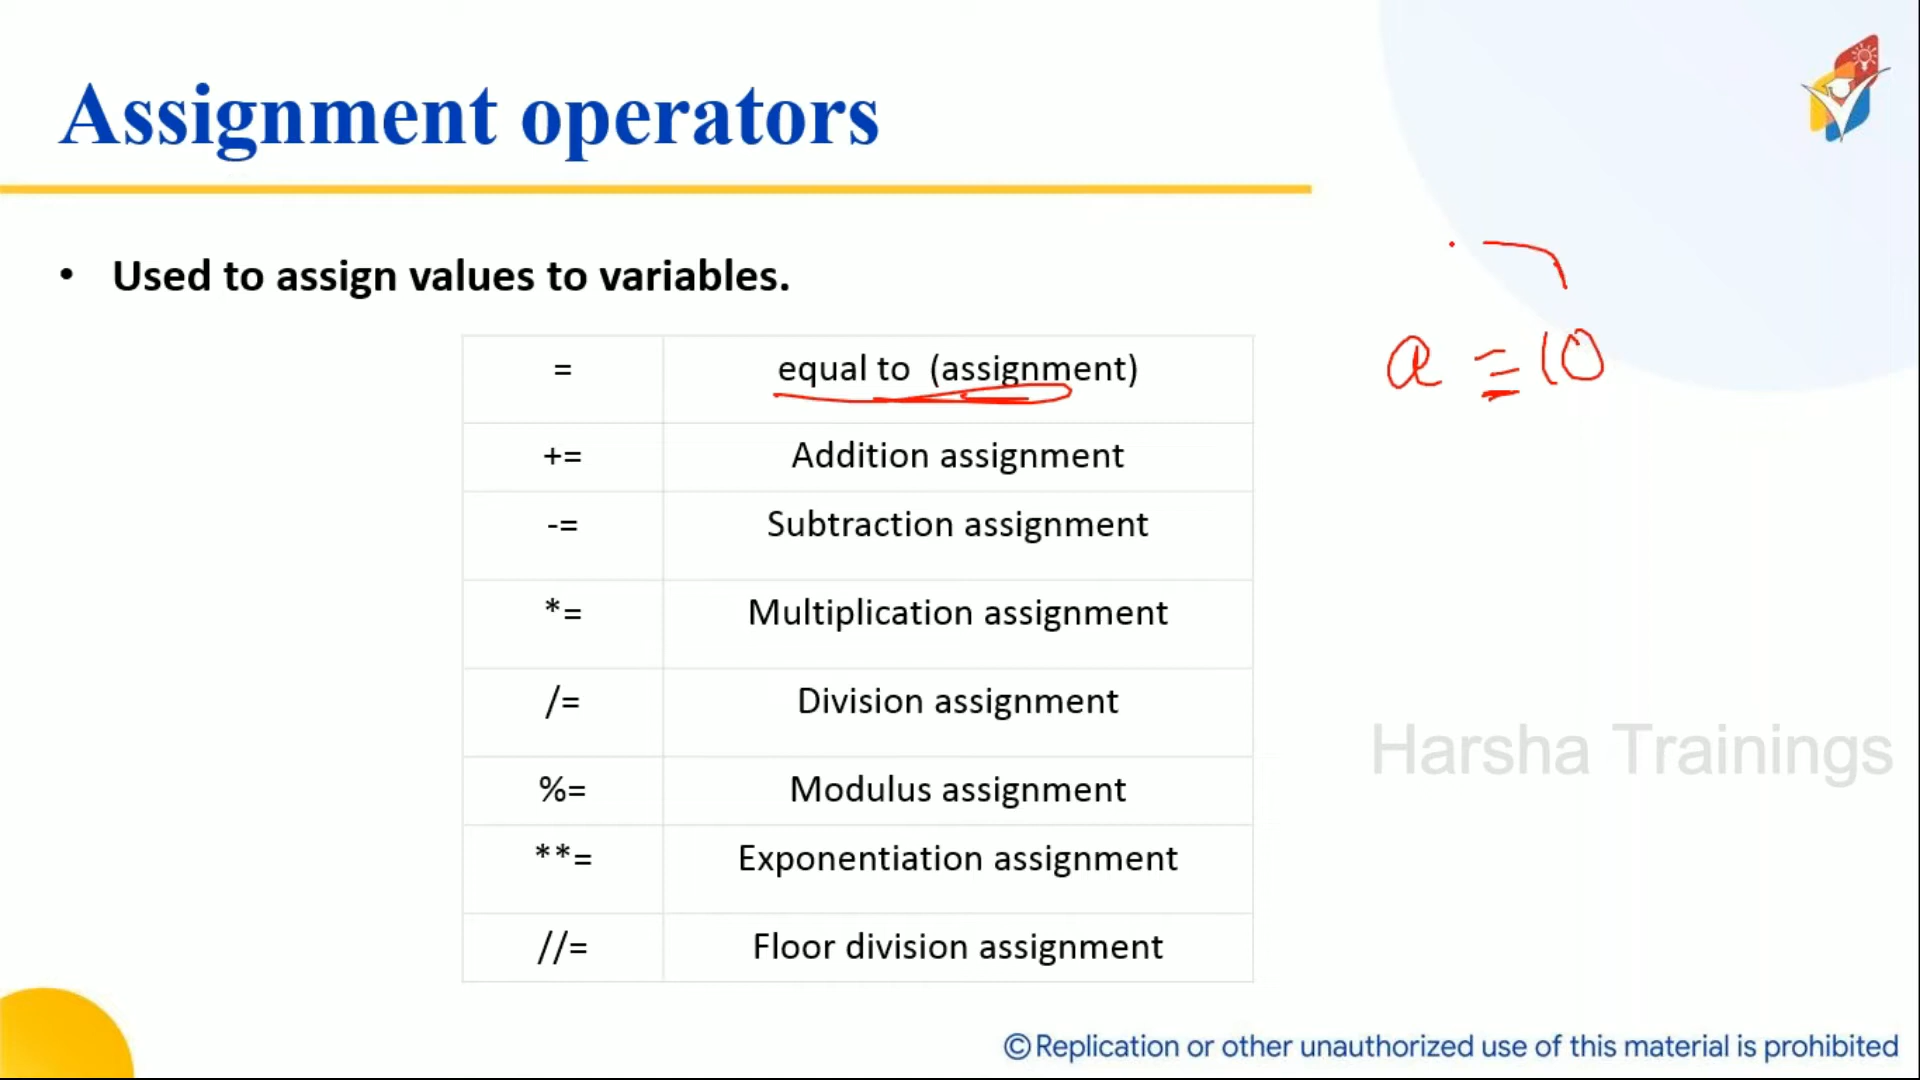 Assignment operators
• Used to assign values to variables.
= equal to (assignment)
a = 10
+= Addition assignment
-= Subtraction assignment
*= Multiplication assignment
/= Division assignment
%= Modulus assignment
**= Exponentiation assignment
//= Floor division assignment
Harsha Trainings
©Replication or other unauthorized use of this material is prohibited